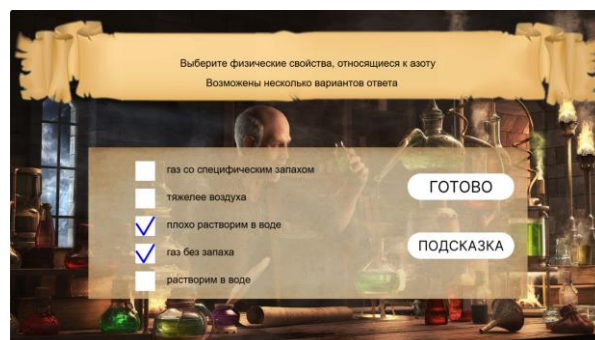 Выберите физические свойства, относящиеся к азоту
Возможены несколько вариантов ответа
газ со специфическим запахом
тяжелее воздуха
плохо растворим в воде
газ без запаха
растворим в воде
ГОТОВО
ПОДСКАЗКА